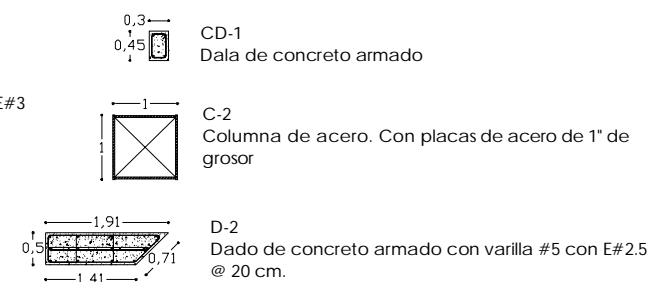 0,3
0,45
CD-1
Dala de concreto armado
E#3
1
1
C-2
Columna de acero. Con placas de acero de 1" de
grosor
1,91
0,5
0,71
1,41
D-2
Dado de concreto armado con varilla #5 con E#2.5
@ 20 cm.